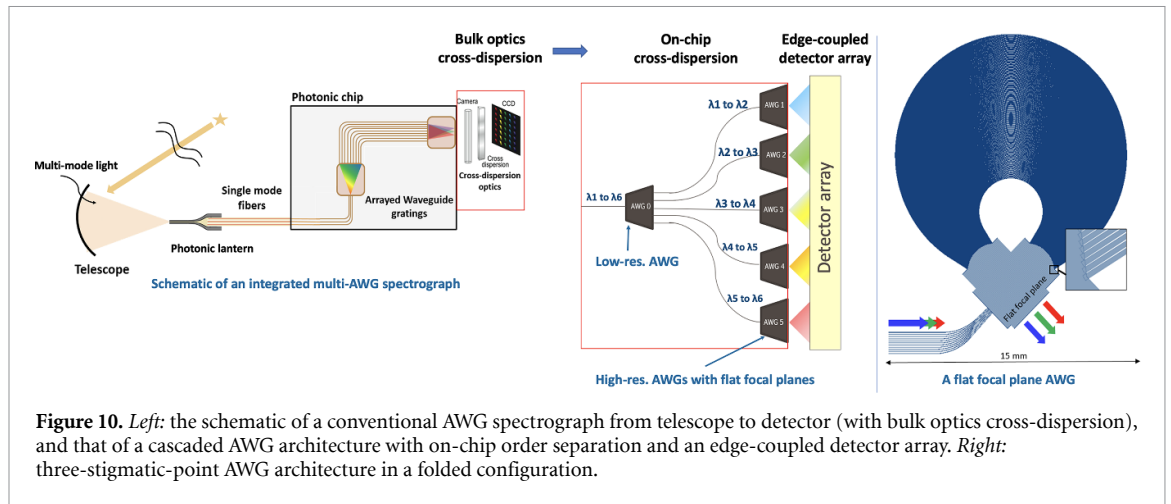 Bulk optics
cross-dispersion
On-chip
cross-dispersion
Edge-coupled
detector array
Multi-mode light
Telescope
Photonic lantern
Single mode
fibers
Photonic chip
Arrayed Waveguide
gratings
Camera
CCD
Cross
dispersion
Cross-dispersion
optics
Schematic of an integrated multi-AWG spectrograph
λ1 to λ6
AWG 0
Low-res. AWG
λ1 to λ2
λ2 to λ3
λ3 to λ4
λ4 to λ5
λ5 to λ6
AWG 1
AWG 2
AWG 3
AWG 4
AWG 5
Detector array
High-res. AWGs with flat focal planes
Flat focal plane
15 mm
A flat focal plane AWG
Figure 10. Left: the schematic of a conventional AWG spectrograph from telescope to detector (with bulk optics cross-dispersion),
and that of a cascaded AWG architecture with on-chip order separation and an edge-coupled detector array. Right:
three-stigmatic-point AWG architecture in a folded configuration.